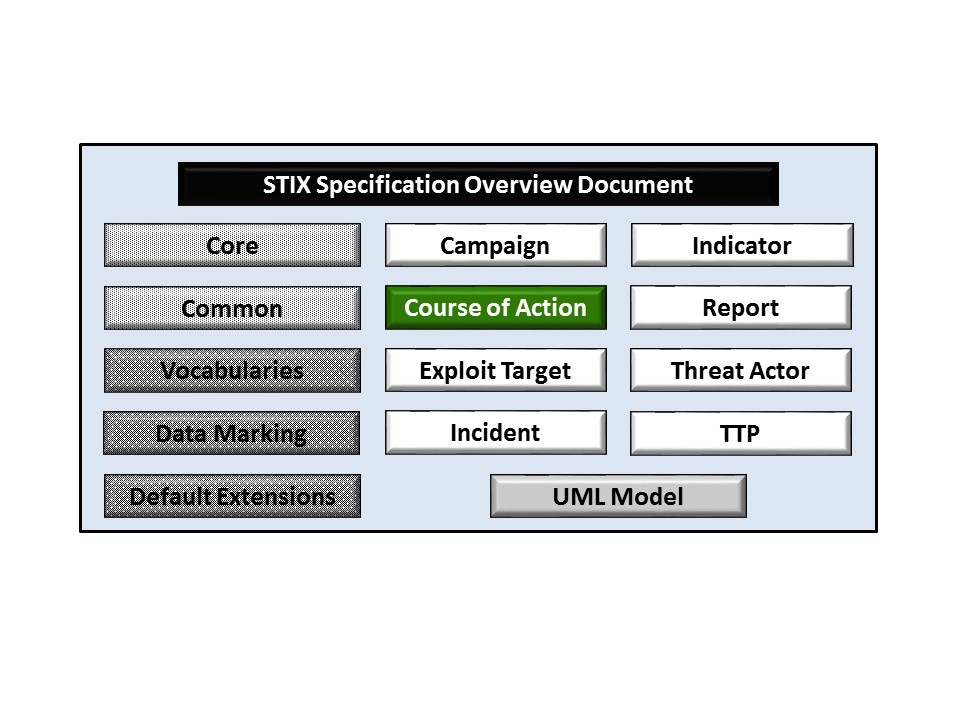 STIX Specification Overview Document
Core
Campaign
Indicator
Common
Course of Action
Report
Vocabularies
Exploit Target
Threat Actor
Data Marking
Incident
TTP
Default Extensions
UML Model